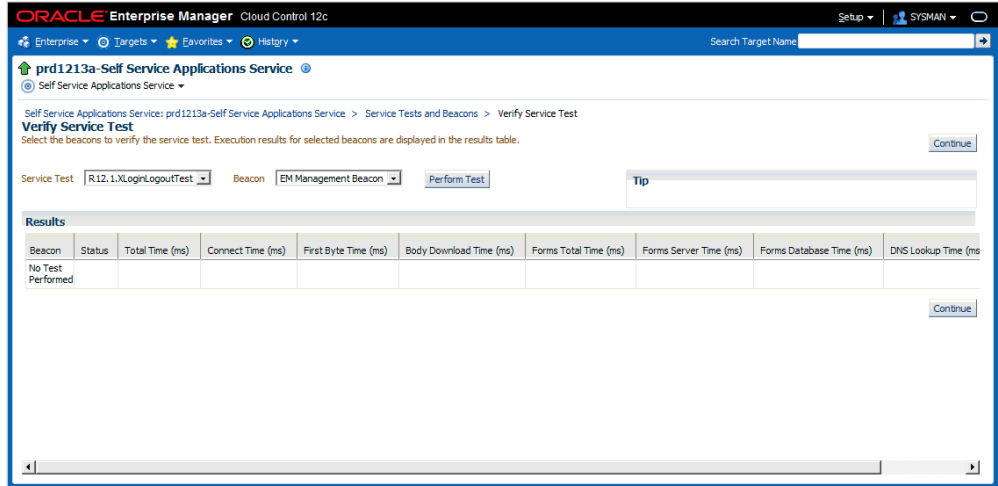 ORACLE Enterprise Manager Cloud Control 12c
Setup SYSMAN
Enterprise Targets Favorites History Search Target Name
prd1213a-Self Service Applications Service
Self Service Applications Service
Self Service Applications Service: prd1213a-Self Service Applications Service > Service Tests and Beacons > Verify Service Test
Verify Service Test
Select the beacons to verify the service test. Execution results for selected beacons are displayed in the results table.
Continue
Service Test R.12.1.XLoginLogoutTest Beacon EM Management Beacon Perform Test
Tip
Results
Beacon Status Total Time (ms) Connect Time (ms) First Byte Time (ms) Body Download Time (ms) Forms Total Time (ms) Forms Server Time (ms) Forms Database Time (ms) DNS Lookup Time (ms
No Test
Performed
Continue